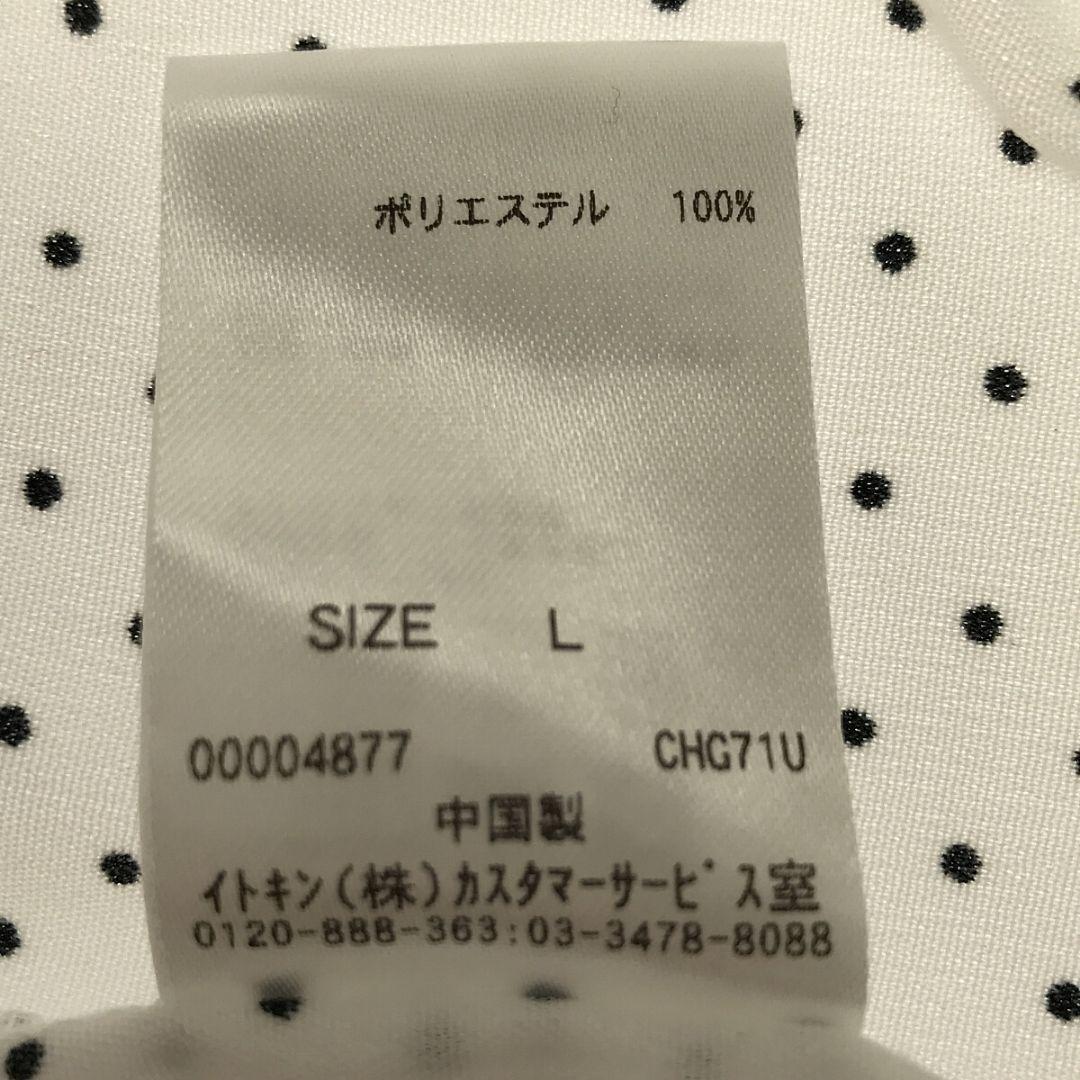 ポリエステル 100%
SIZE L
00004877 CHG71U
中国製
イトキン(株)カスタマーサービス室
0120-888-363:03-3478-8088